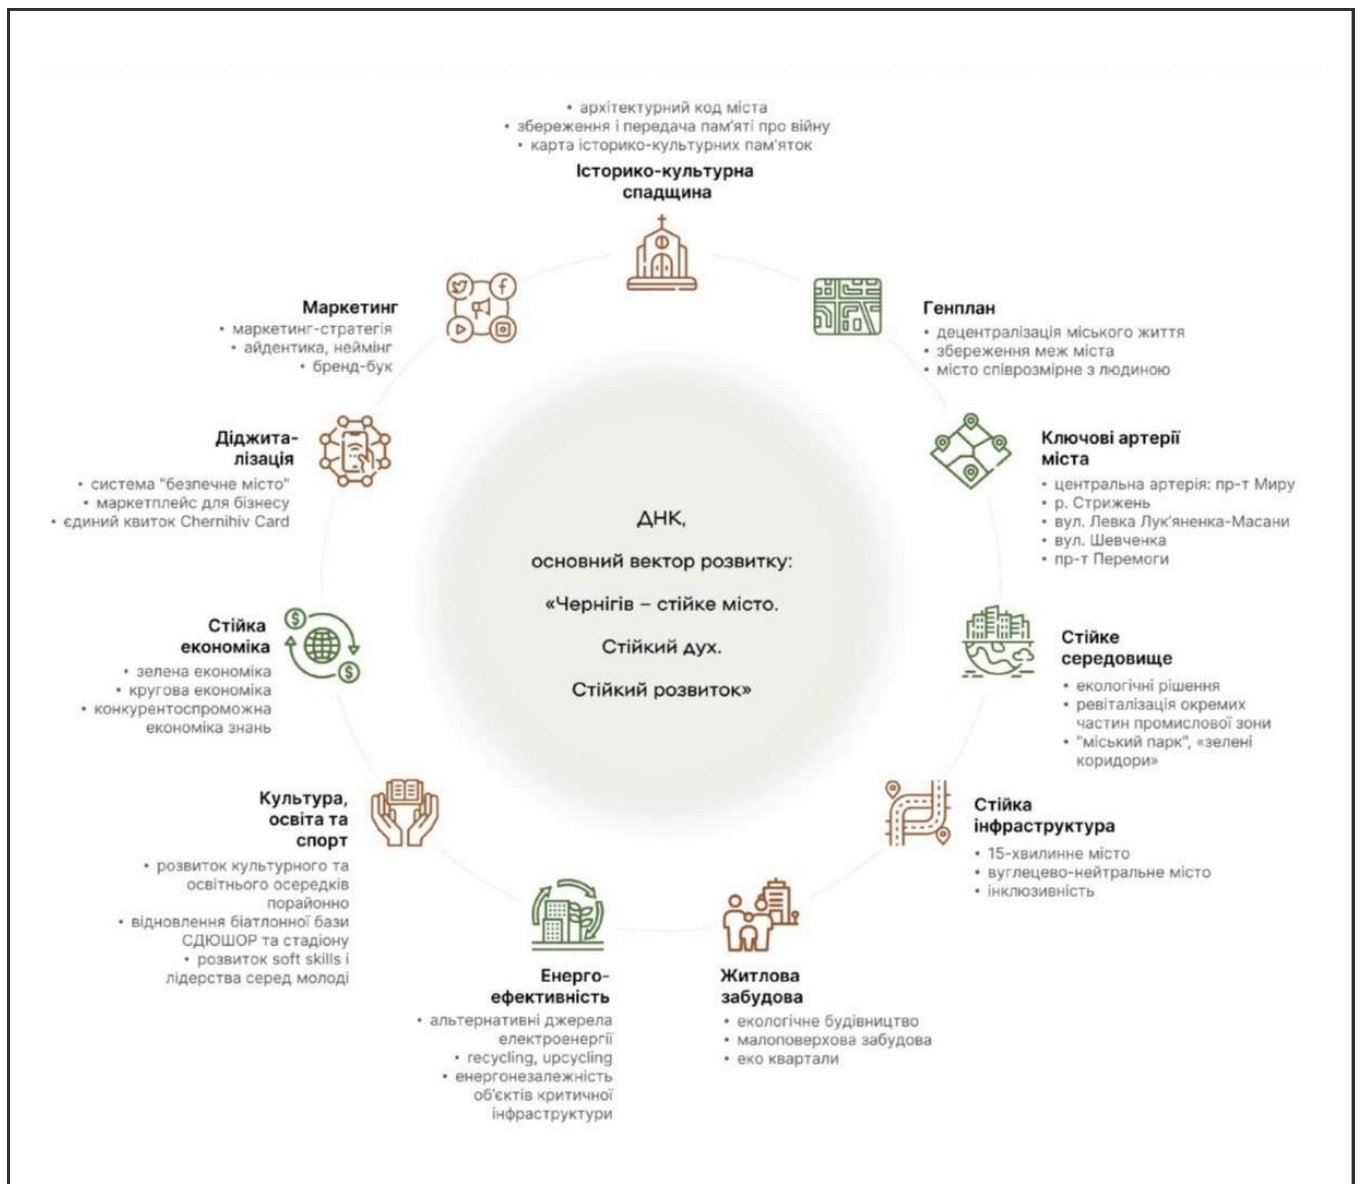 • архітектурний код міста
• збереження і передача пам'яті про війну
• карта історико-культурних пам'яток
Історико-культурна
спадщина
Генплан
• децентралізація міського життя
• збереження меж міста
• місто співрозмірне з людиною
Ключові артерії
міста
• центральна артерія: пр-т Миру
• р. Стрижень
• вул. Левка Лук'яненка-Масани
• вул. Шевченка
• пр-т Перемоги
Стійке
середовище
• екологічні рішення
• ревіталізація окремих
частин промислової зони
• "міський парк", «зелені
коридори»
Стійка
інфраструктура
• 15-хвилинне місто
• вуглецево-нейтральне місто
• інклюзивність
Житлова
забудова
• екологічне будівництво
• малоповерхова забудова
• еко квартали
Енерго-
ефективність
• альтернативні джерела
електроенергії
• recycling, upcycling
• енергонезалежність
об'єктів критичної
інфраструктури
Культура,
освіта та
спорт
• розвиток культурного та
освітнього осередків
порайонно
• відновлення біатлонної бази
СДЮШОР та стадіону
• розвиток soft skills і
лідерства серед молоді
Стійка
економіка
• зелена економіка
• кругова економіка
• конкурентоспроможна
економіка знань
Діджита-
лізація
• система "безпечне місто"
• маркетплейс для бізнесу
• єдиний квиток Chernihiv Card
Маркетинг
• маркетинг-стратегія
• айдентика, неймінг
• бренд-бук
ДНК,
основний вектор розвитку:
«Чернігів – стійке місто.
Стійкий дух.
Стійкий розвиток»